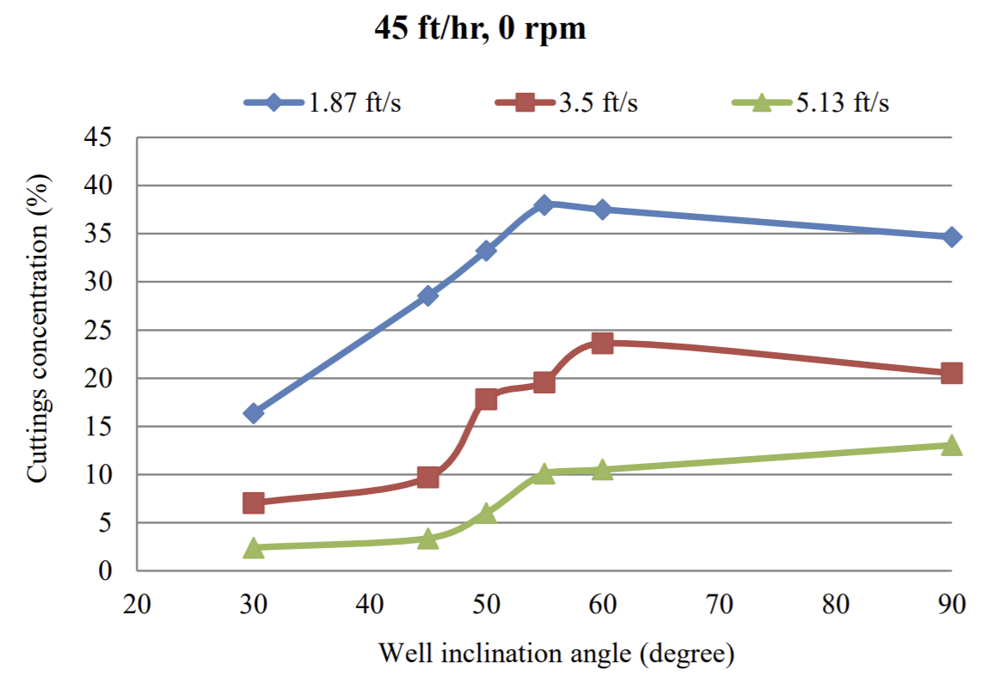 45 ft/hr, 0 rpm
1.87 ft/s 3.5 ft/s 5.13 ft/s
Cuttings concentration (%)
45
40
35
30
25
20
15
10
5
0
20 30 40 50 60 70 80 90
Well inclination angle (degree)